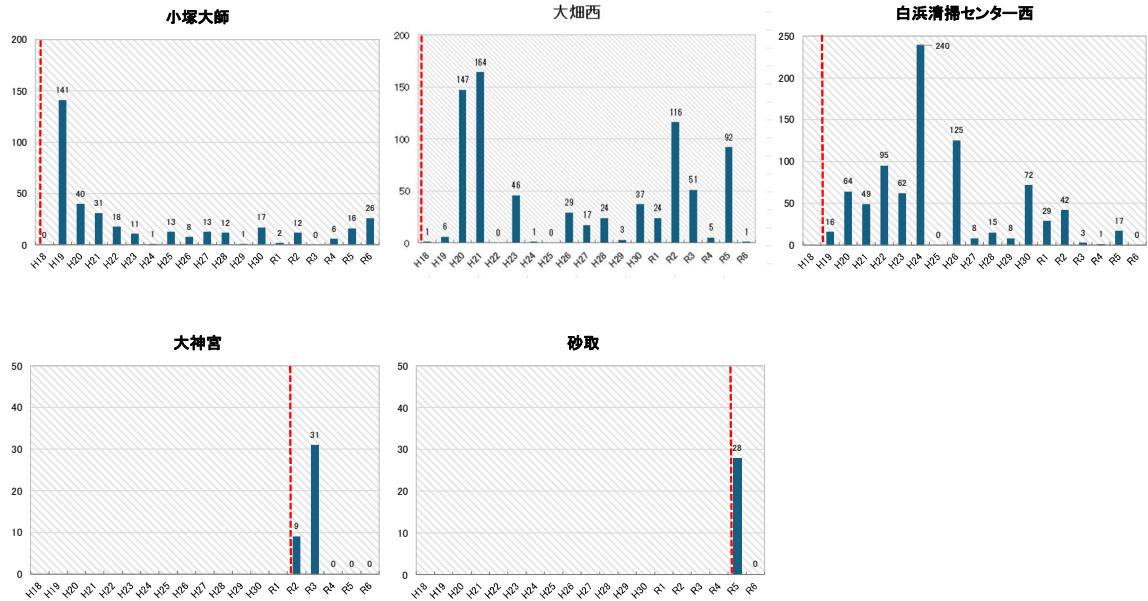 小塚大師
200
150
100
50
0
0 141 40 31 18 11 1 13 8 13 12 1 17 2 12 0 6 16 26
H18 H19 H20 H21 H22 H23 H24 H25 H26 H27 H28 H29 H30 R1 R2 R3 R4 R5 R6
大畑西
200
150
100
50
0
1 6 147 164 0 46 1 0 29 17 24 3 37 24 116 51 5 92 1
H18 H19 H20 H21 H22 H23 H24 H25 H26 H27 H28 H29 H30 R1 R2 R3 R4 R5 R6
白浜清掃センター西
250
200
150
100
50
0
16 64 49 95 62 240 0 125 8 15 8 72 29 42 3 1 17 0
H18 H19 H20 H21 H22 H23 H24 H25 H26 H27 H28 H29 H30 R1 R2 R3 R4 R5 R6
大神宮
50
40
30
20
10
0
9 31 0 0 0
H18 H19 H20 H21 H22 H23 H24 H25 H26 H27 H28 H29 H30 R1 R2 R3 R4 R5 R6
砂取
50
40
30
20
10
0
28 0
H18 H19 H20 H21 H22 H23 H24 H25 H26 H27 H28 H29 H30 R1 R2 R3 R4 R5 R6